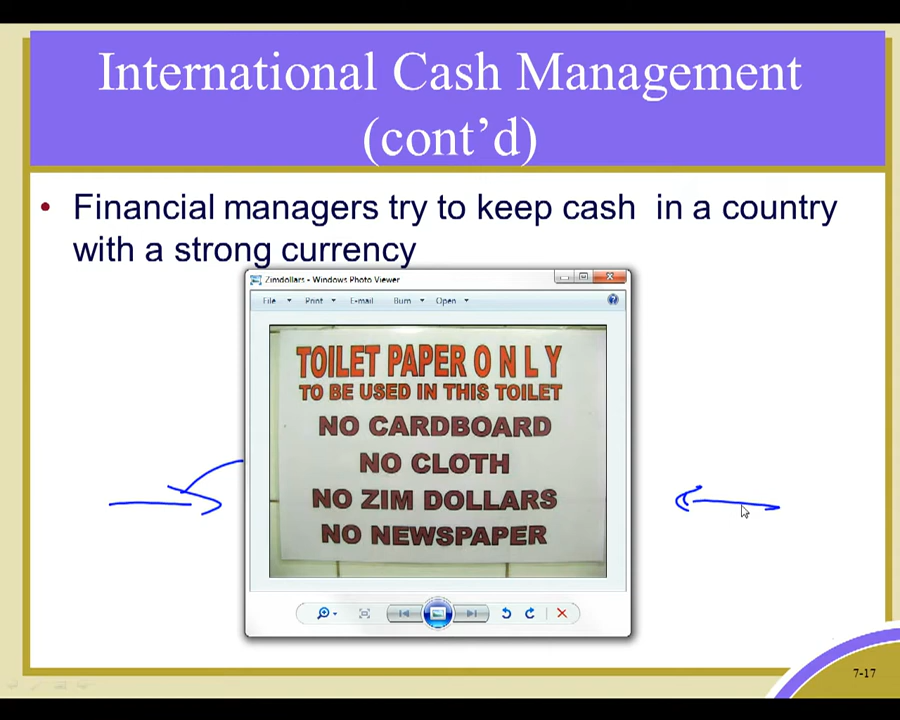 International Cash Management
(cont’d)
• Financial managers try to keep cash in a country
with a strong currency
Zimdollars - Windows Photo Viewer
File Print E-mail Burn Open
TOILET PAPER O N L Y
TO BE USED IN THIS TOILET
NO CARDBOARD
NO CLOTH
NO ZIM DOLLARS
NO NEWSPAPER
7-17